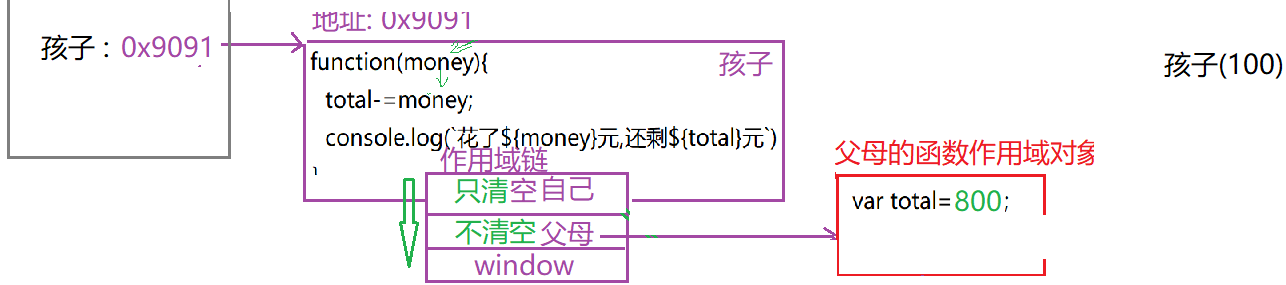 地址: 0x9091
孩子 : 0x9091
function(money){
孩子
孩子(100)
total-=money;
console.log(`花了${money}元,还剩${total}元`)
作用域链
父母的函数作用域对象
只清空自己
var total=800;
不清空 父母
window